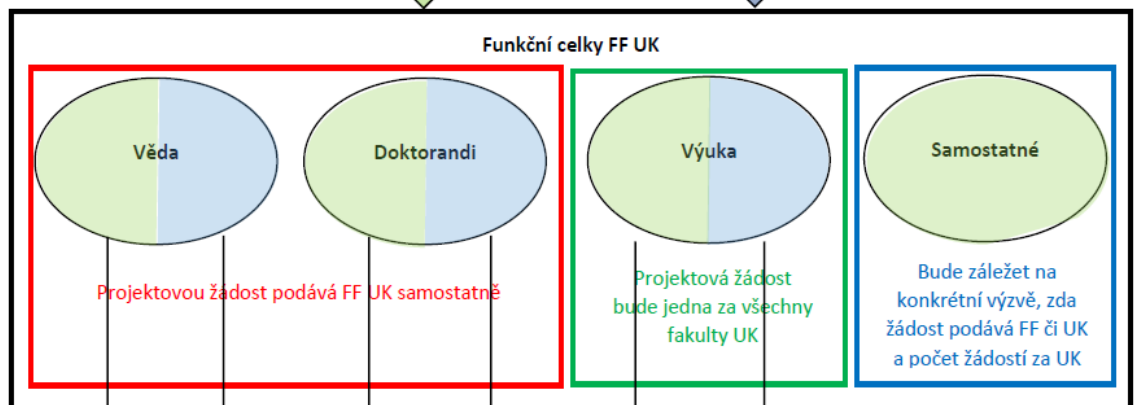 Funkční celky FF UK
Věda
Doktorandi
Výuka
Samostatné
Projektovou žádost podává FF UK samostatně
Projektová žádost
bude jedna za všechny
fakulty UK
Bude záležet na
konkrétní výzvě, zda
žádost podává FF či UK
a počet žádostí za UK